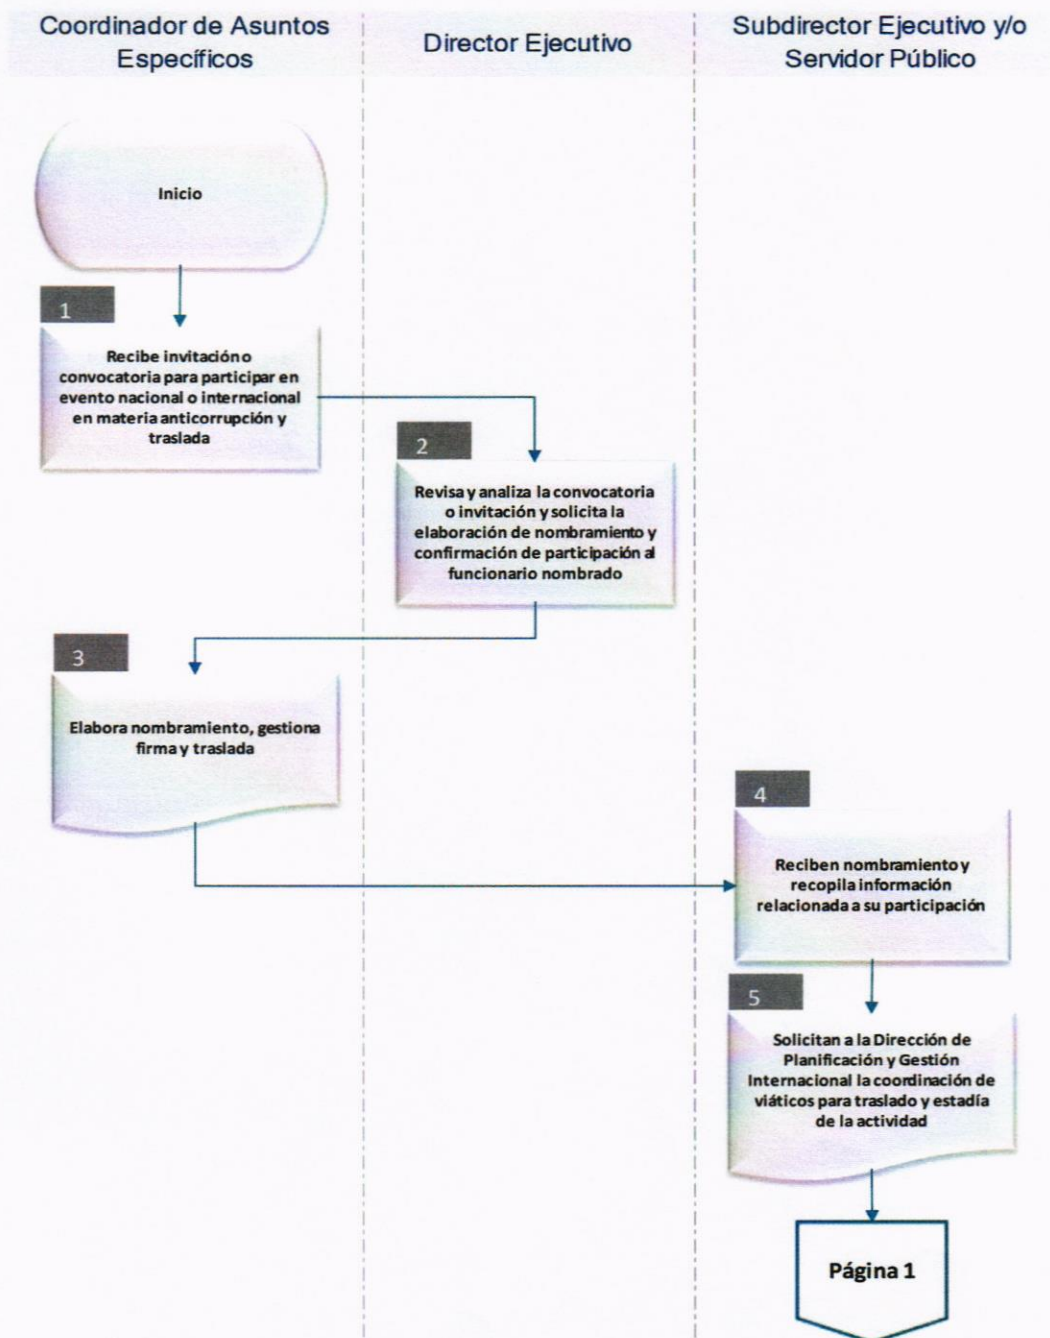 Coordinador de Asuntos
Específicos
Director Ejecutivo
Subdirector Ejecutivo y/o
Servidor Público
Inicio
1
Recibe invitación o
convocatoria para participar en
evento nacional o internacional
en materia anticorrupción y
traslada
2
Revisa y analiza la convocatoria
o invitación y solicita la
elaboración de nombramiento y
confirmación de participación al
funcionario nombrado
3
Elabora nombramiento, gestiona
firma y traslada
4
Reciben nombramiento y
recopila información
relacionada a su participación
5
Solicitan a la Dirección de
Planificación y Gestión
Internacional la coordinación de
viáticos para traslado y estadía
de la actividad
Página 1